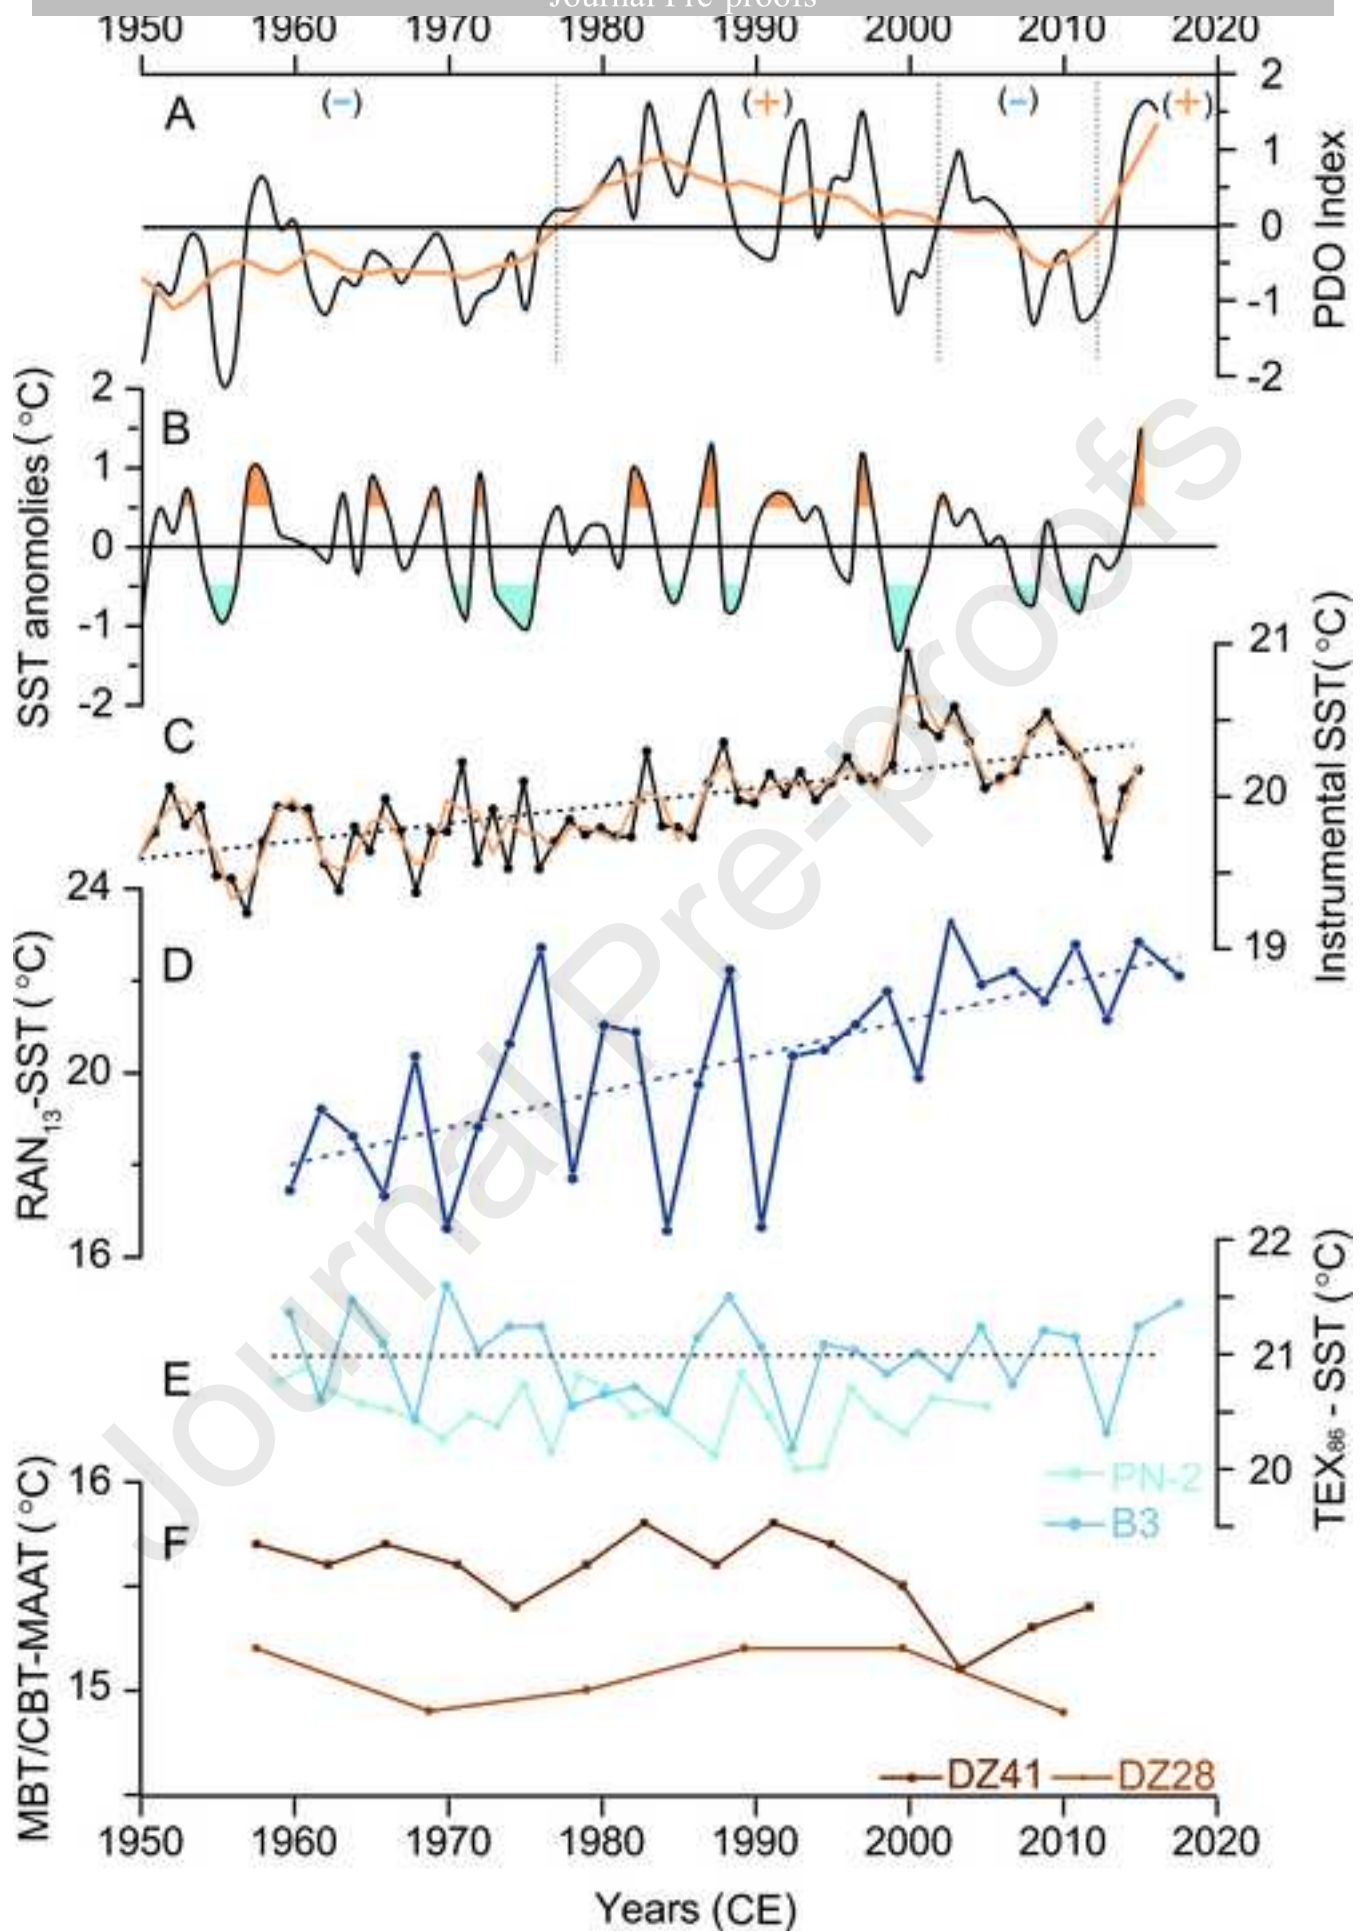 Journal Pre-proofs
1950 1960 1970 1980 1990 2000 2010 2020
A
(-) (+) (-) (+)
2
1
0
-1
-2
PDO Index
B
2
1
0
-1
-2
SST anomolies (°C)
C
21
20
19
Instrumental SST(°C)
D
24
20
16
RAN₁₃-SST (°C)
E
22
21
20
TEX₈₆ - SST (°C)
PN-2
B3
F
16
15
MBT/CBT-MAAT (°C)
DZ41 DZ28
1950 1960 1970 1980 1990 2000 2010 2020
Years (CE)
Journal Pre-proofs